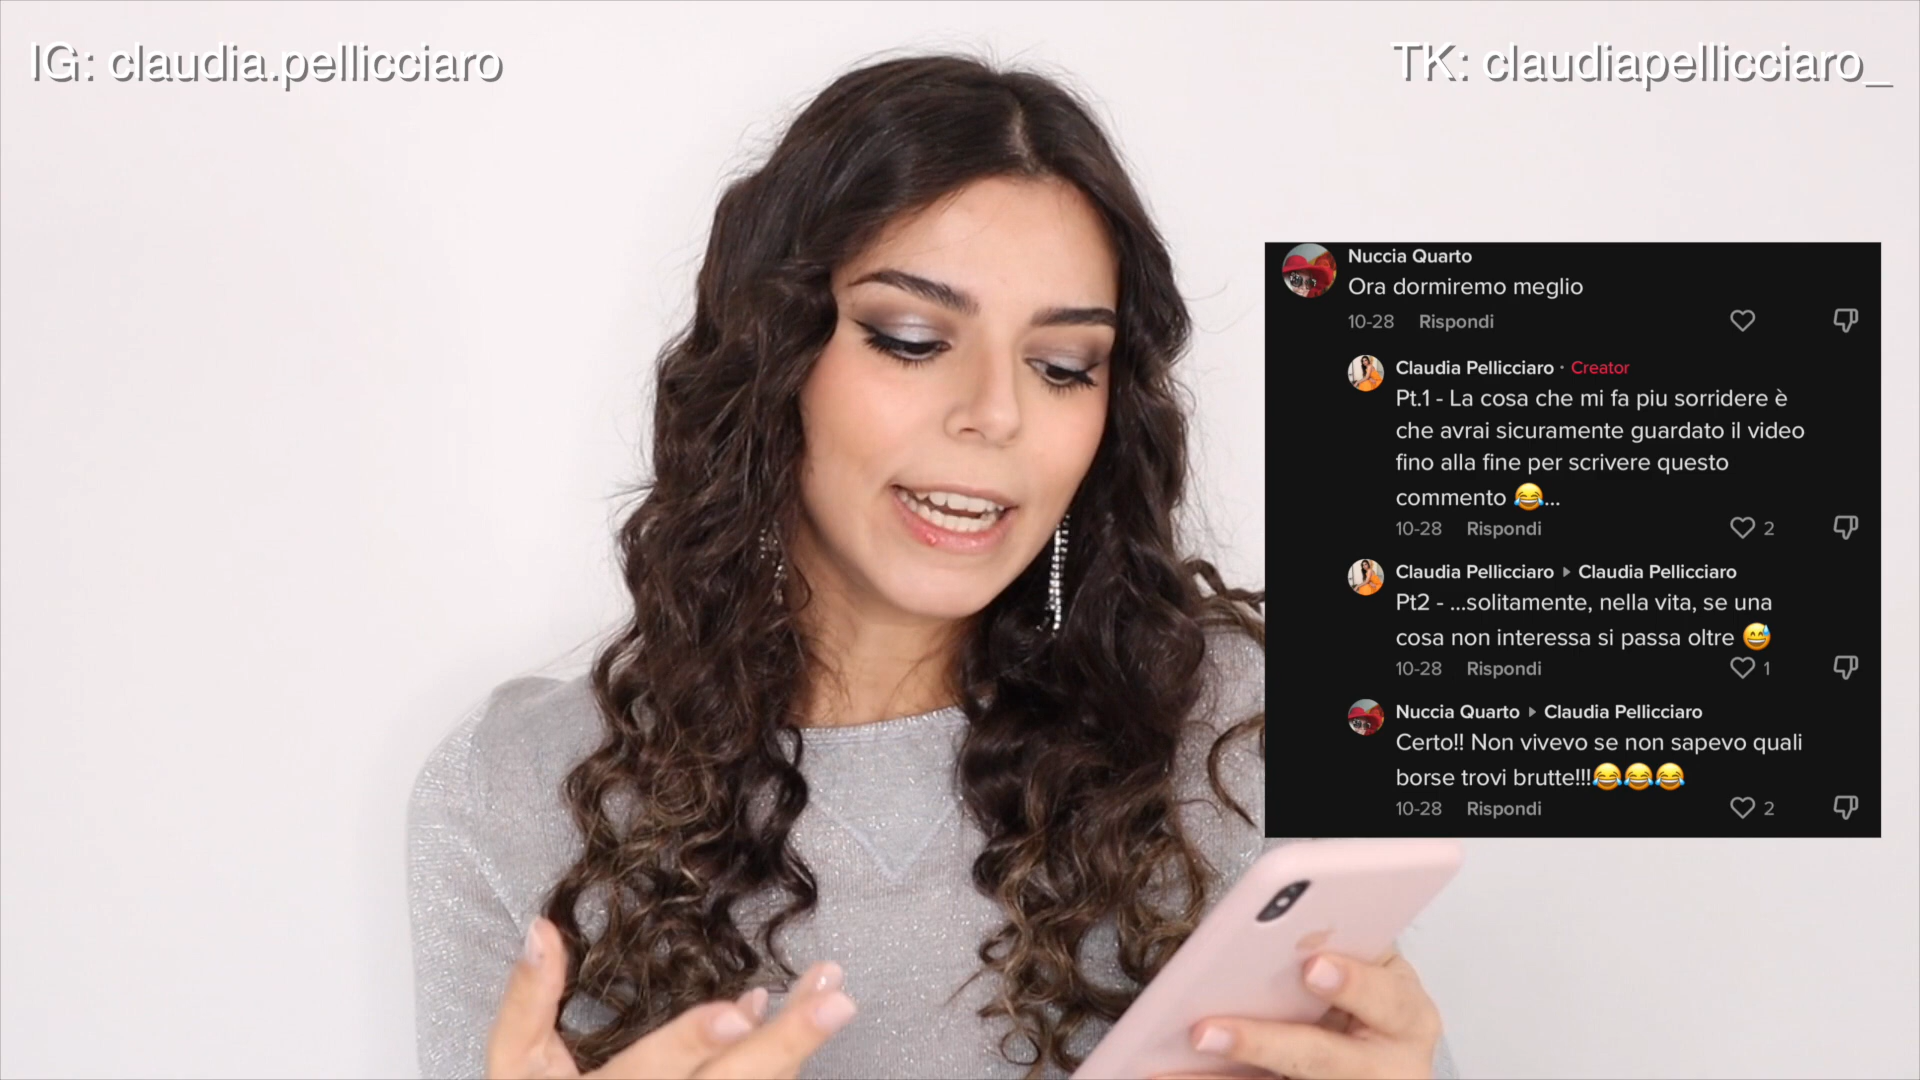 IG: claudia.pellicciaro
TK: claudiapellicciaro_
Nuccia Quarto
Ora dormiremo meglio
10-28 Rispondi
Claudia Pellicciaro · Creator
Pt.1 - La cosa che mi fa piu sorridere è
che avrai sicuramente guardato il video
fino alla fine per scrivere questo
commento 😂...
10-28 Rispondi 2
Claudia Pellicciaro ▸ Claudia Pellicciaro
Pt2 - ...solitamente, nella vita, se una
cosa non interessa si passa oltre 😅
10-28 Rispondi 1
Nuccia Quarto ▸ Claudia Pellicciaro
Certo!! Non vivevo se non sapevo quali
borse trovi brutte!!!😂😂😂
10-28 Rispondi 2